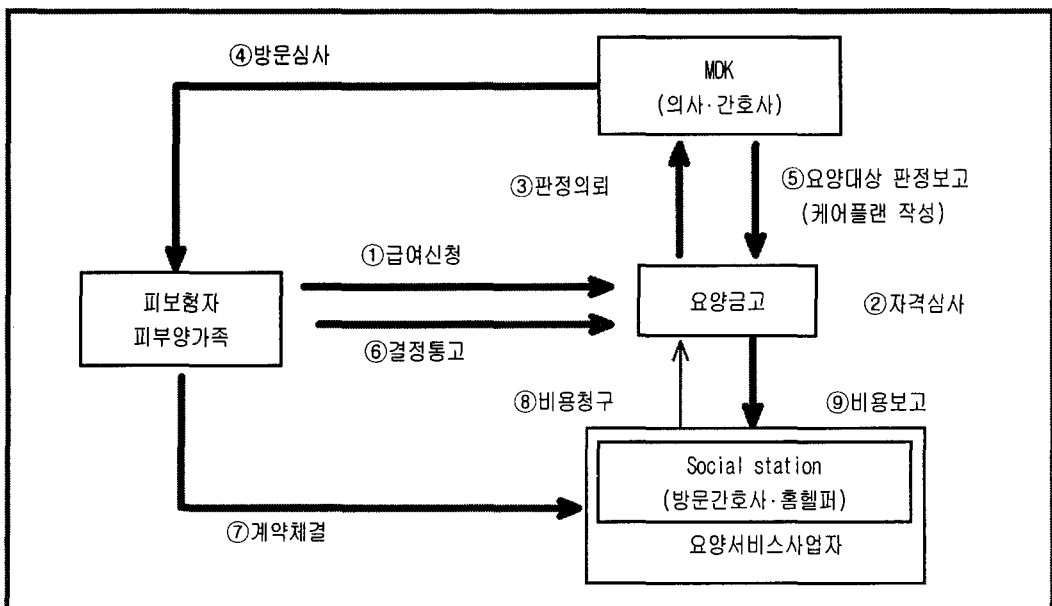 ④방문심사
MDK
(의사·간호사)
③판정의뢰
⑤요양대상 판정보고
(케어플랜 작성)
①급여신청
피보험자
피부양가족
요양금고
②자격심사
⑥결정통고
⑧비용청구
⑨비용보고
Social station
(방문간호사·홈헬퍼)
⑦계약체결
요양서비스사업자